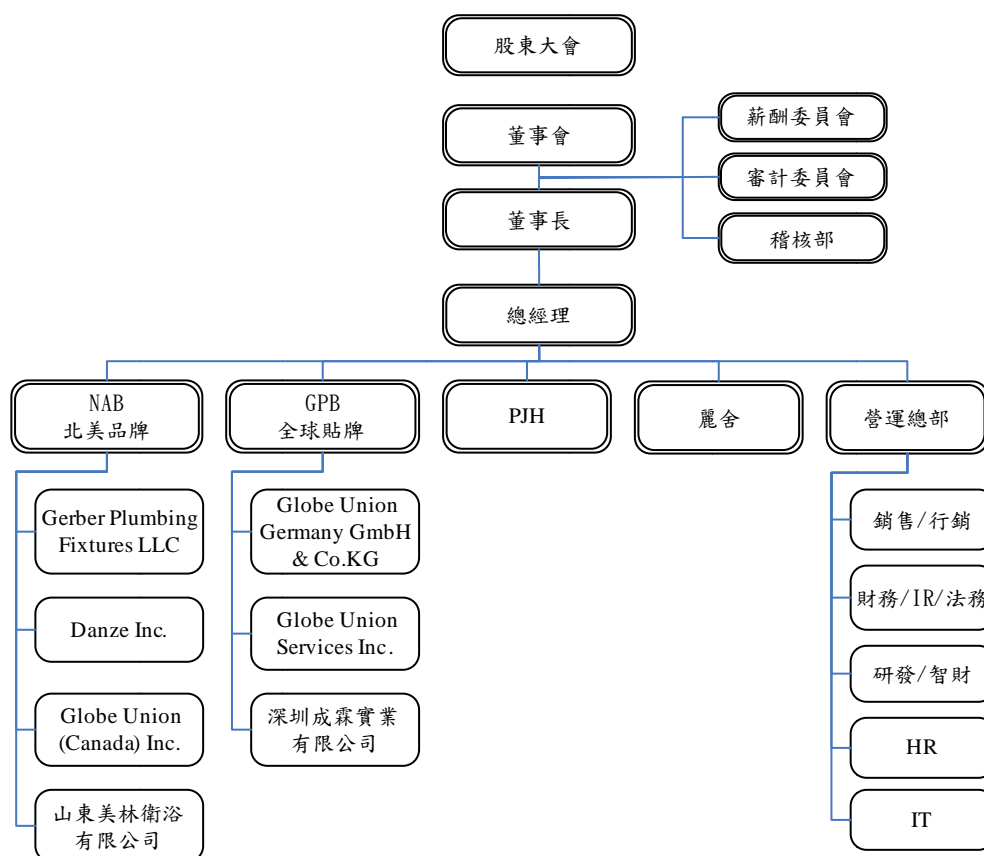 股東大會
董事會
薪酬委員會
審計委員會
董事長
稽核部
總經理
NAB
北美品牌
GPB
全球貼牌
PJH
麗舍
營運總部
Gerber Plumbing
Fixtures LLC
Danze Inc.
Globe Union
(Canada) Inc.
山東美林衛浴
有限公司
Globe Union
Germany GmbH
& Co.KG
Globe Union
Services Inc.
深圳成霖實業
有限公司
銷售/行銷
財務/IR/法務
研發/智財
HR
IT